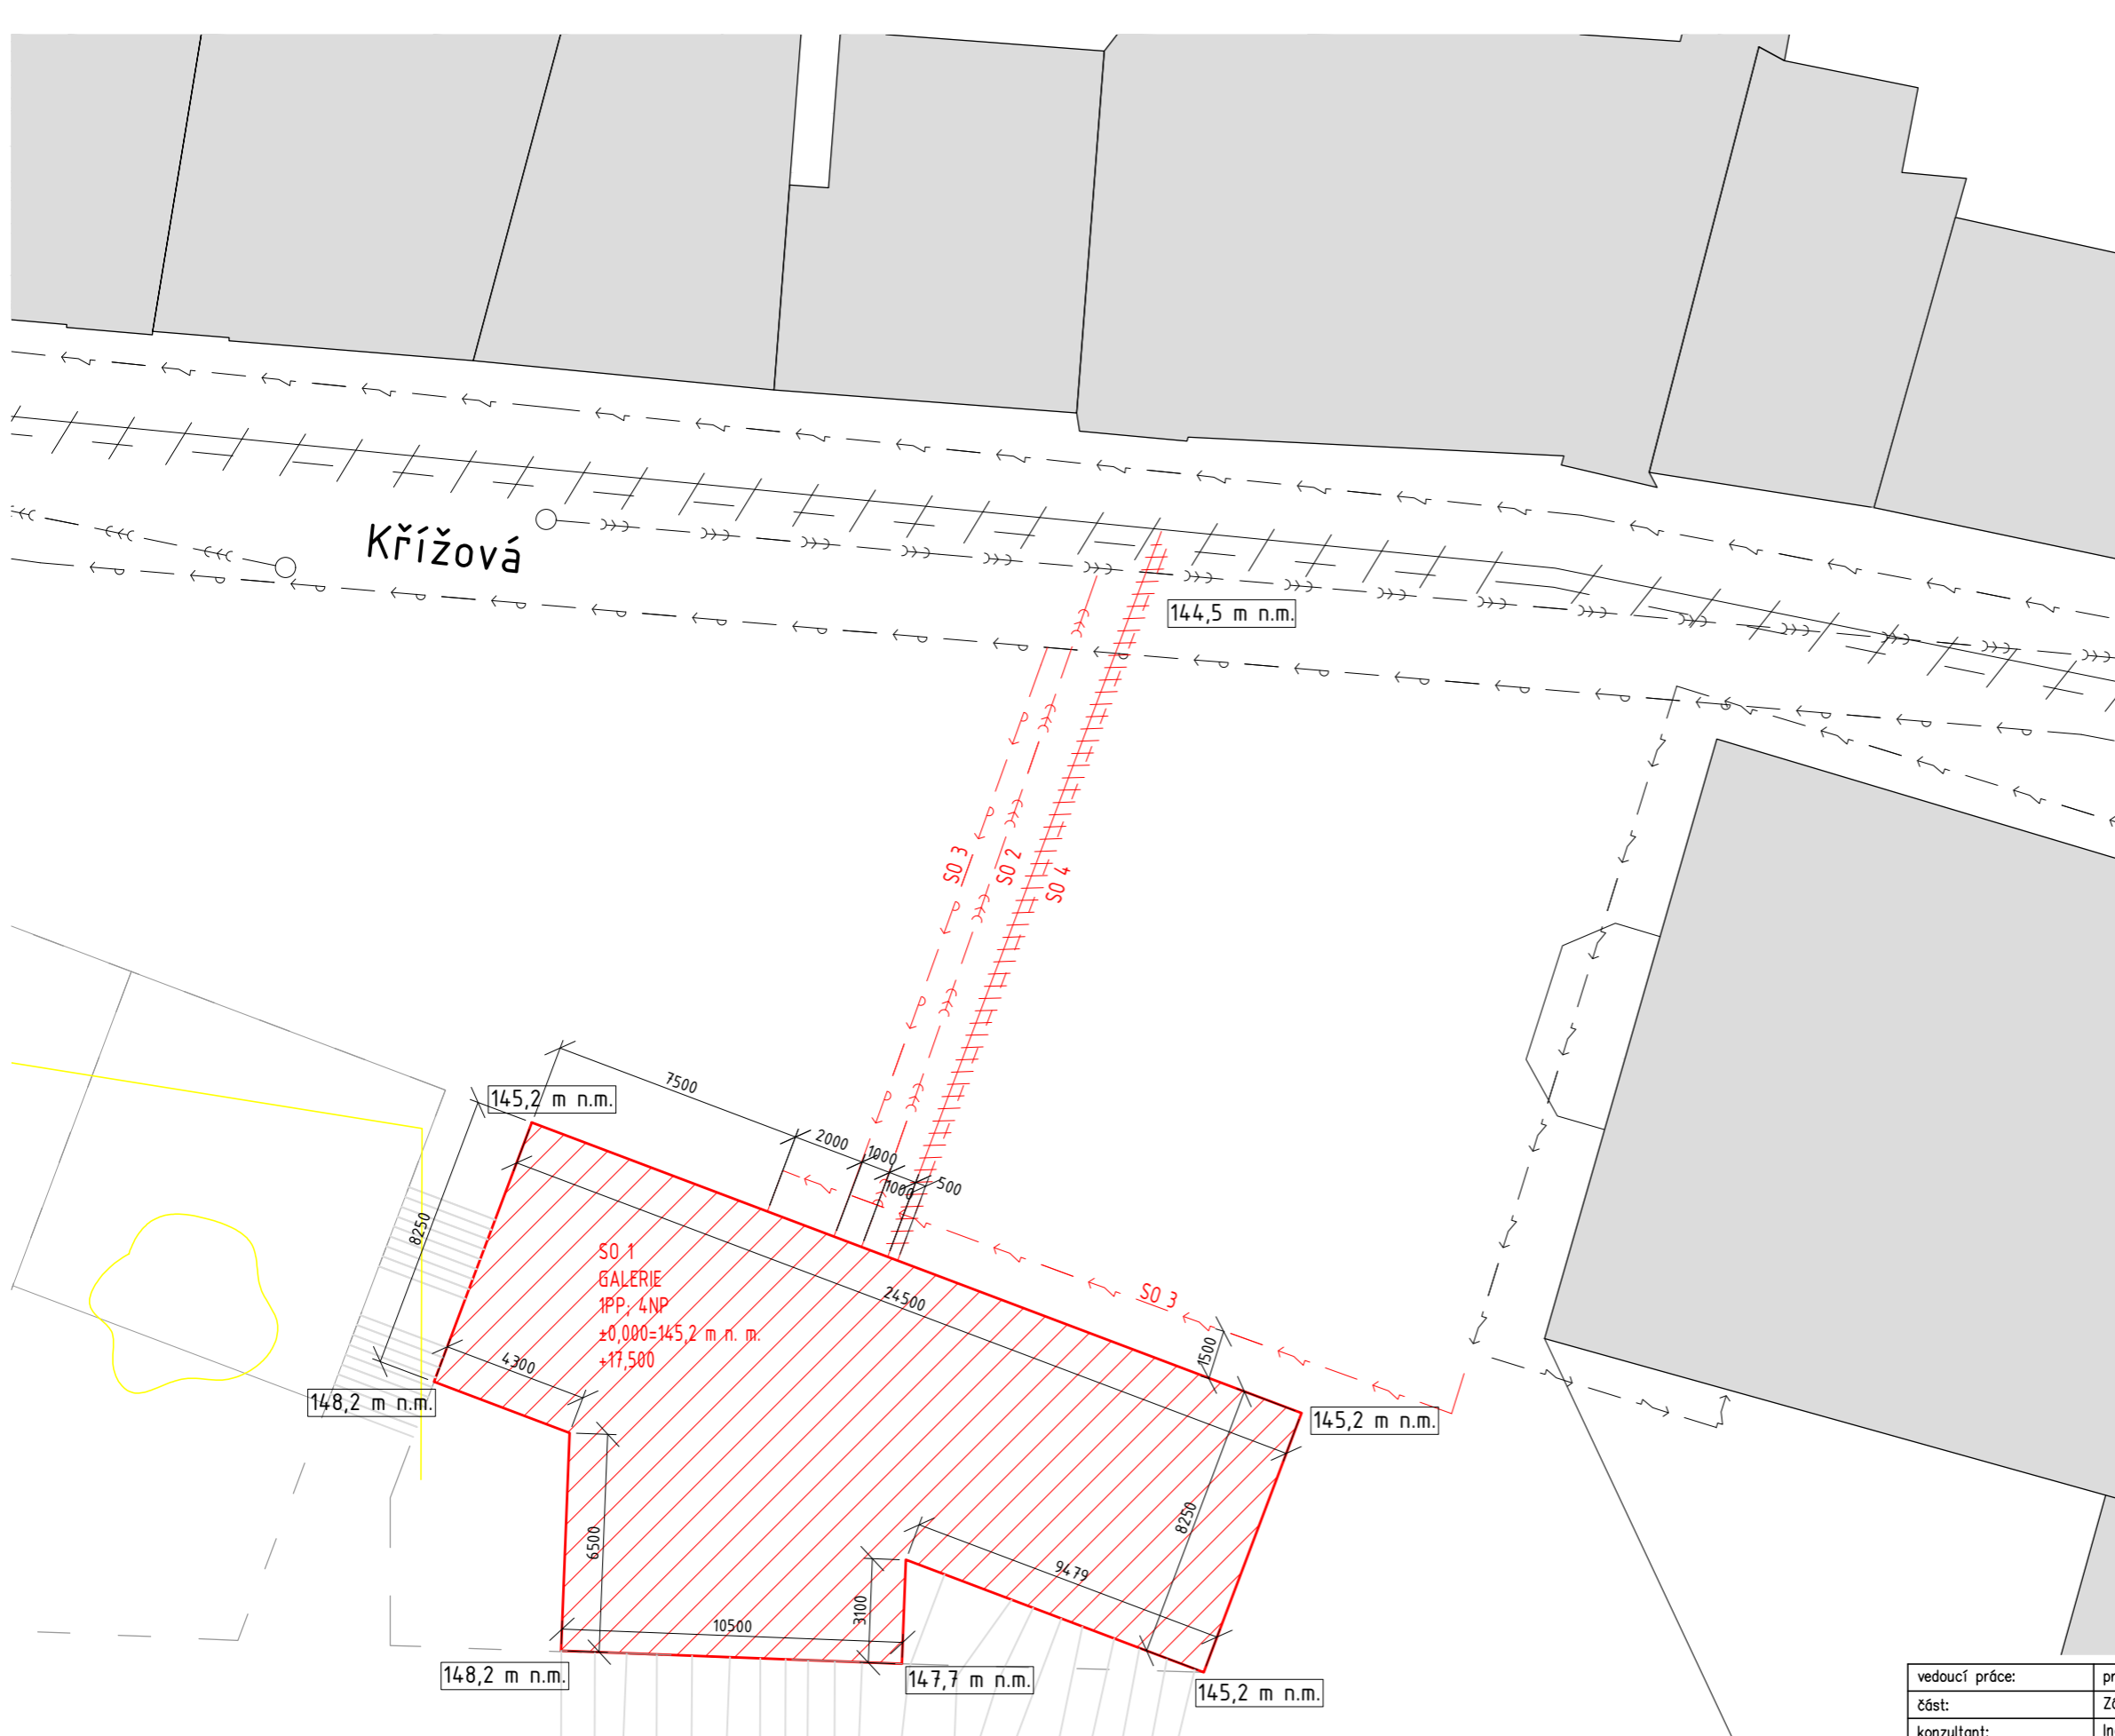 Křížová
144,5 m n.m.
SO 3
SO 2
SO 4
7500
145,2 m n.m.
2000
1000
1000
500
8250
SO 1
GALERIE
1PP; 4NP
±0,000=145,2 m n. m.
+17,500
24500
SO 3
1500
4300
148,2 m n.m.
145,2 m n.m.
6500
8250
9479
3100
10500
148,2 m n.m.
147,7 m n.m.
145,2 m n.m.
vedoucí práce:
část:
konzultant: